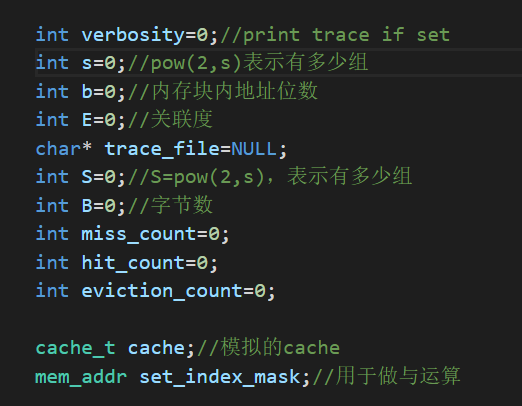 int verbosity=0;//print trace if set
int s=0;//pow(2,s)表示有多少组
int b=0;//内存块内地址位数
int E=0;//关联度
char* trace_file=NULL;
int S=0;//S=pow(2,s)，表示有多少组
int B=0;//字节数
int miss_count=0;
int hit_count=0;
int eviction_count=0;
cache_t cache;//模拟的cache
mem_addr set_index_mask;//用于做与运算